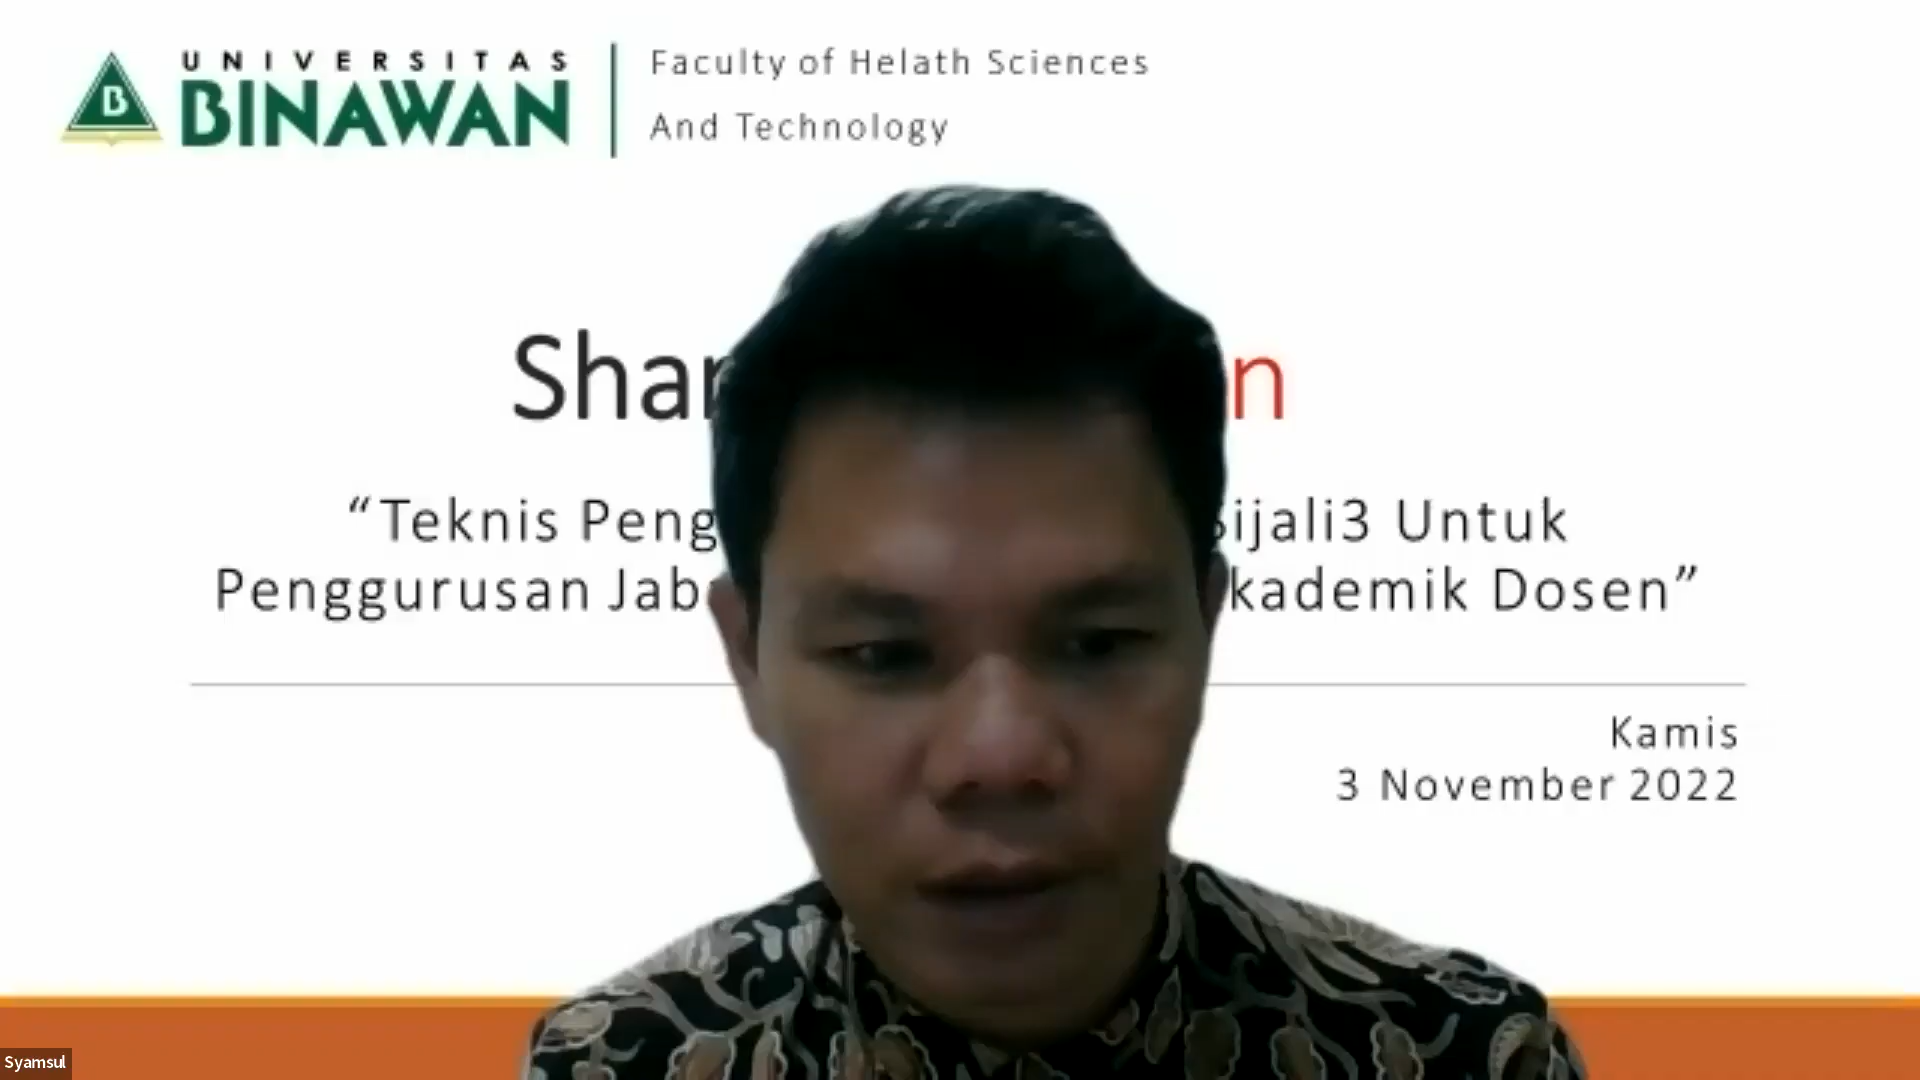 UNIVERSITAS
BINAWAN
B
Faculty of Helath Sciences
And Technology
Shar n
“Teknis Peng Sijali3 Untuk
Penggurusan Jab kademik Dosen”
Kamis
3 November 2022
Syamsul